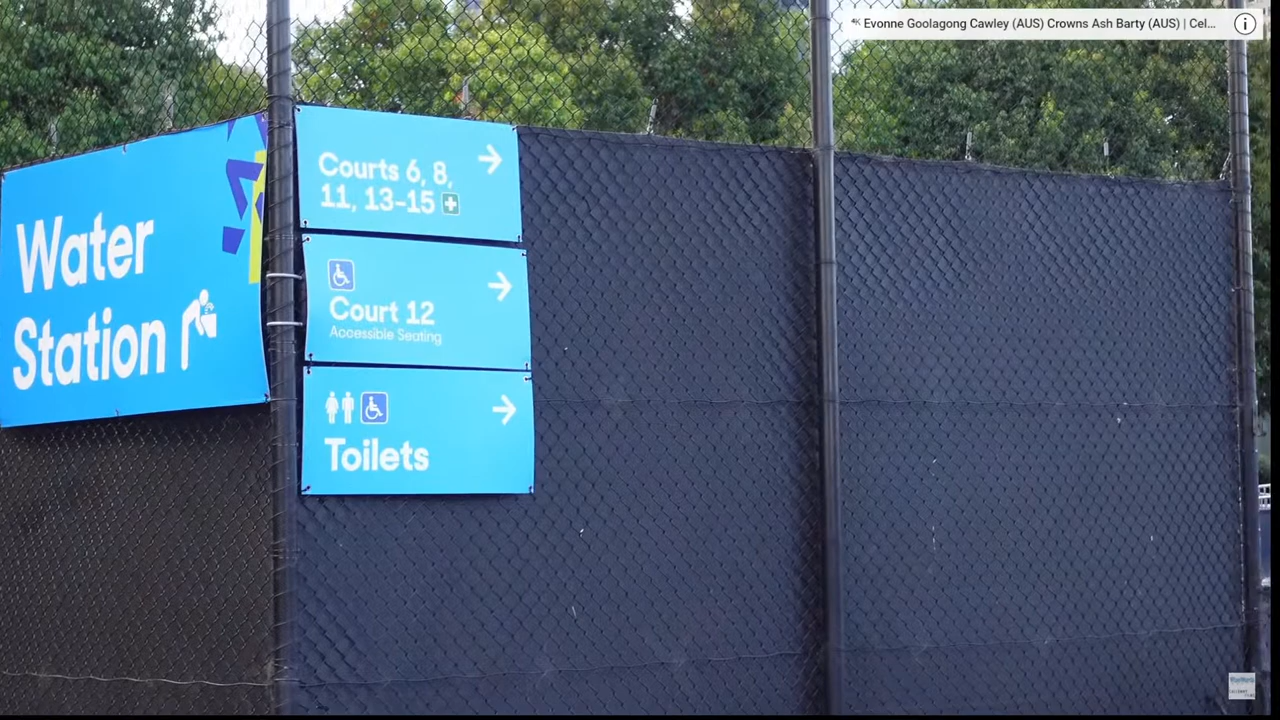 Evonne Goolagong Cawley (AUS) Crowns Ash Barty (AUS) | Cel...
Water
Station
Courts 6, 8,
11, 13-15
Court 12
Accessible Seating
Toilets